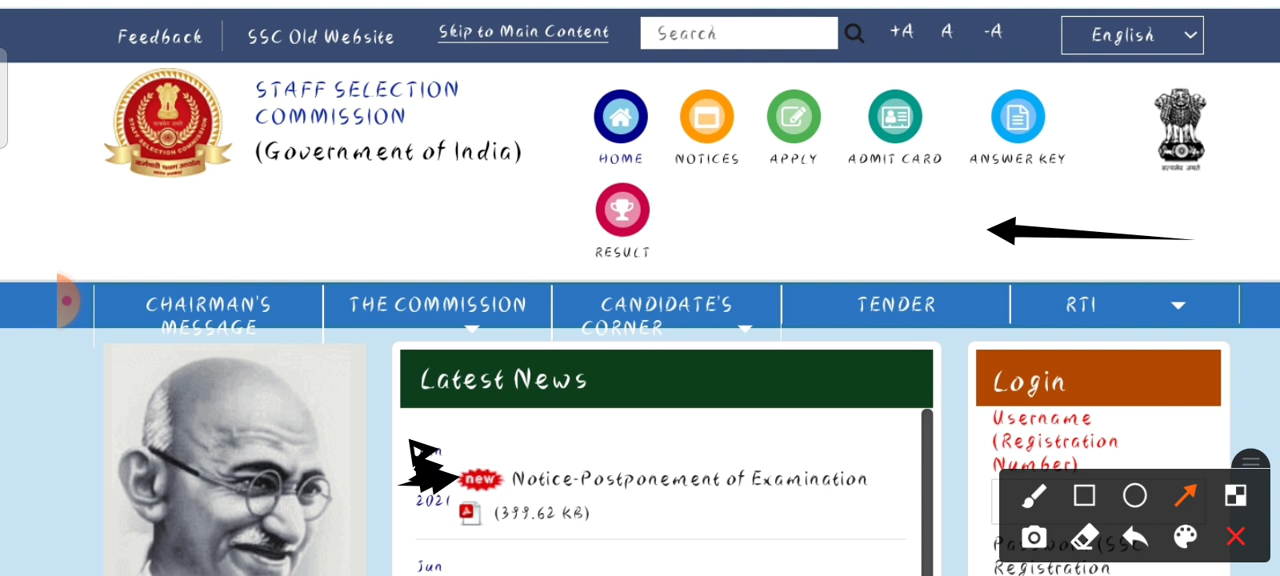 Feedback
SSC Old Website
Skip to Main Content
Search
+A
A
-A
English
STAFF SELECTION
COMMISSION
(Government of India)
HOME
NOTICES
APPLY
ADMIT CARD
ANSWER KEY
RESULT
CHAIRMAN'S
MESSAGE
THE COMMISSION
CANDIDATE'S
CORNER
TENDER
RTI
Latest News
2021
new Notice-Postponement of Examination
(399.62 KB)
Jun
Login
Username
(Registration
Number)
Registration